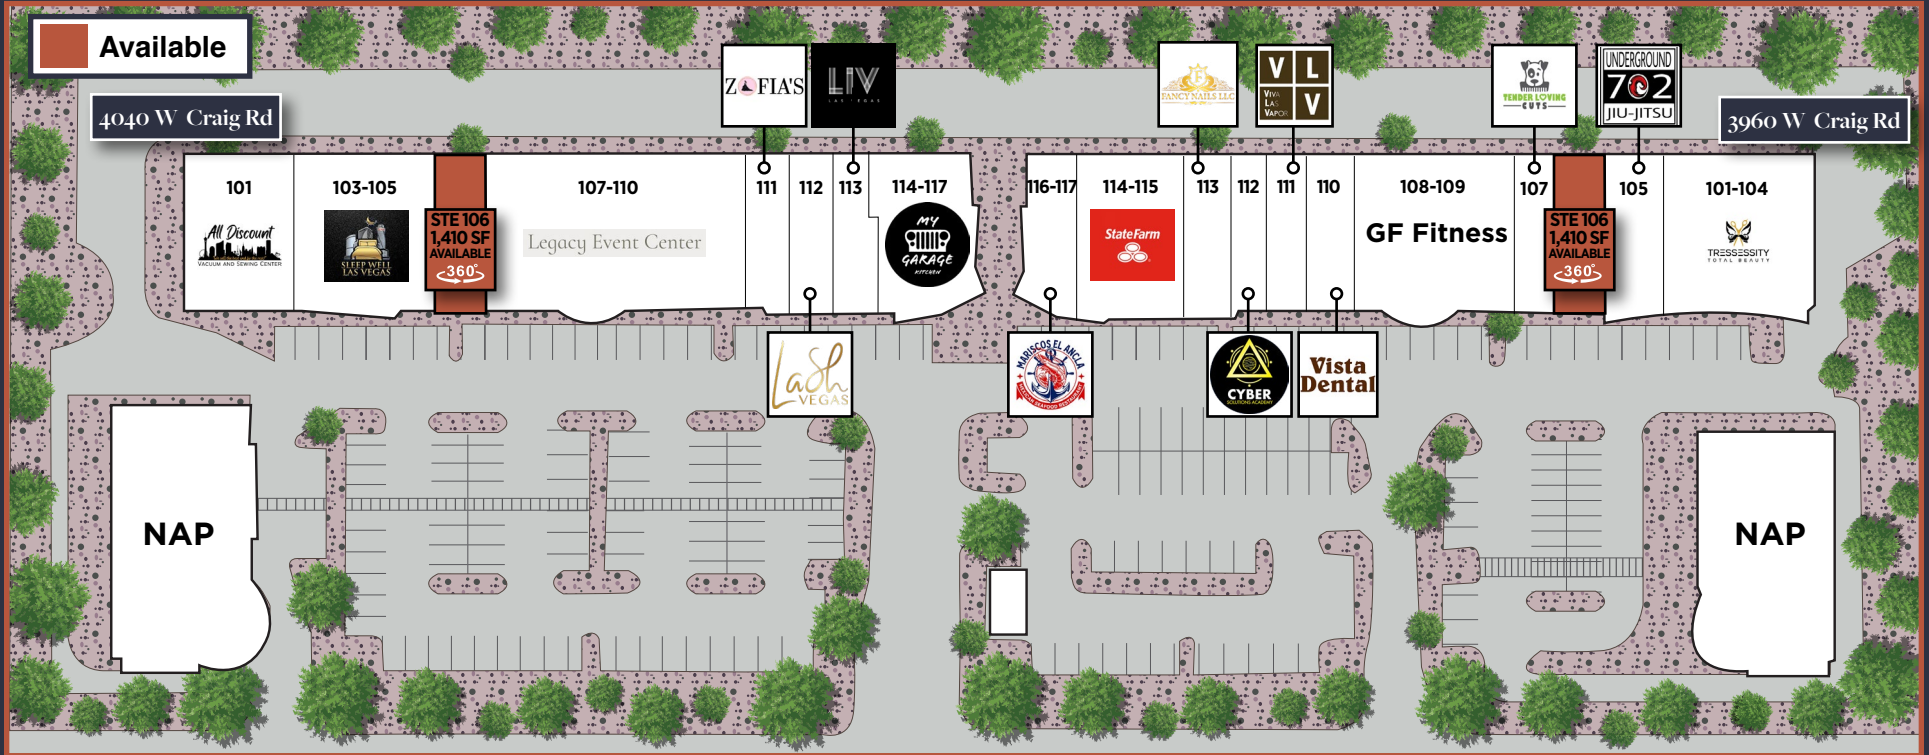 Available
4040 W Craig Rd
3960 W Craig Rd
ZOFIA'S
LIV
LAS VEGAS
FANCY NAILS LLC
V L
V
VIVA
LAS
VAPOR
TENDER LOVING
CUTS
UNDERGROUND
702
JIU-JITSU
101
103-105
107-110
111
112
113
114-117
116-117
114-115
113
112
111
110
108-109
107
105
101-104
All Discount
VACUUM AND SEWING CENTER
SLEEP WELL
LAS VEGAS
STE 106
1,410 SF
AVAILABLE
360°
Legacy Event Center
MY
GARAGE
KITCHEN
State Farm
GF Fitness
STE 106
1,410 SF
AVAILABLE
360°
TRESSESSITY
TOTAL BEAUTY
Lash
VEGAS
MARISCOS EL ANCLA
MEXICAN SEAFOOD RESTAURANT
CYBER
SOLUTIONS ACADEMY
Vista
Dental
NAP
NAP